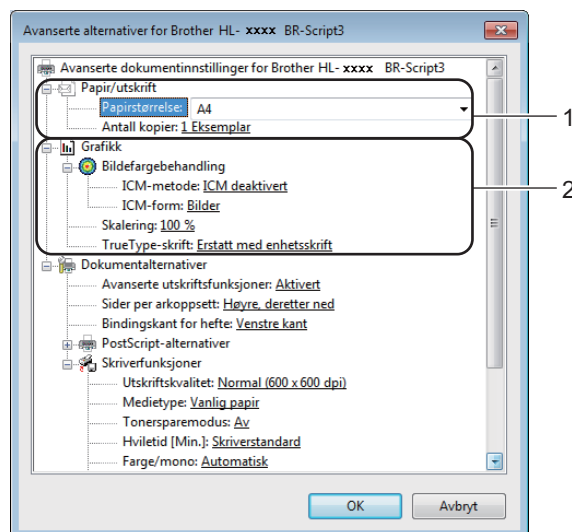 Avanserte alternativer for Brother HL- xxxx BR-Script3
Avanserte dokumentinnstillinger for Brother HL- xxxx BR-Script3
Papir/utskrift
Papirstørrelse: A4
Antall kopier: 1 Eksemplar
1
Grafikk
Bildefargebehandling
ICM-metode: ICM deaktivert
2
ICM-form: Bilder
Skalering: 100 %
TrueType-skrift: Erstatt med enhetsskrift
Dokumentalternativer
Avanserte utskriftsfunksjoner: Aktivert
Sider per arkoppsett: Høyre, deretter ned
Bindingskant for hefte: Venstre kant
PostScript-alternativer
Skriverfunksjoner
Utskriftskvalitet: Normal (600 x 600 dpi)
Medietype: Vanlig papir
Tonersparemodus: Av
Hviletid [Min.]: Skriverstandard
Farge/mono: Automatisk
OK
Avbryt